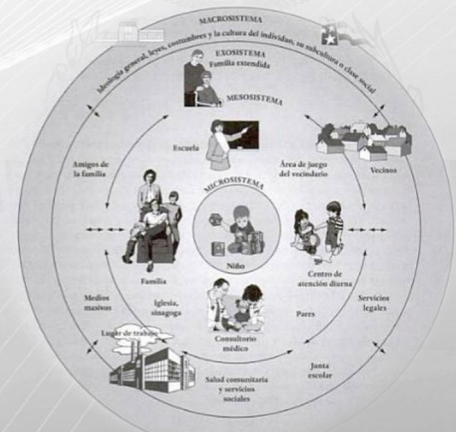 MACROSISTEMA
Ideología general, leyes, costumbres y la cultura del individuo, su subcultura o clase social
EXOSISTEMA
Familia extendida
MESOSISTEMA
Escuela
Amigos de
la familia
Área de juego
del vecindario
Vecinos
MICROSISTEMA
Niño
Familia
Centro de
atención diurna
Medios
masivos
Iglesia,
sinagoga
Consultorio
médico
Pares
Servicios
legales
Lugar de trabajo
Salud comunitaria
y servicios
sociales
Junta
escolar